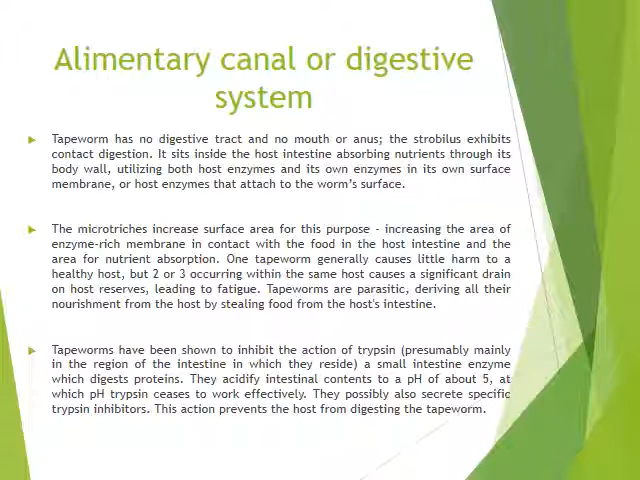 Alimentary canal or digestive
system
Tapeworm has no digestive tract and no mouth or anus; the strobilus exhibits
contact digestion. It sits inside the host intestine absorbing nutrients through its
body wall, utilizing both host enzymes and its own enzymes in its own surface
membrane, or host enzymes that attach to the worm's surface.
The microtriches increase surface area for this purpose - increasing the area of
enzyme-rich membrane in contact with the food in the host intestine and the
area for nutrient absorption. One tapeworm generally causes little harm to a
healthy host, but 2 or 3 occurring within the same host causes a significant drain
on host reserves, leading to fatigue. Tapeworms are parasitic, deriving all their
nourishment from the host by stealing food from the host's intestine.
Tapeworms have been shown to inhibit the action of trypsin (presumably mainly
in the region of the intestine in which they reside) a small intestine enzyme
which digests proteins. They acidify intestinal contents to a pH of about 5, at
which pH trypsin ceases to work effectively. They possibly also secrete specific
trypsin inhibitors. This action prevents the host from digesting the tapeworm.